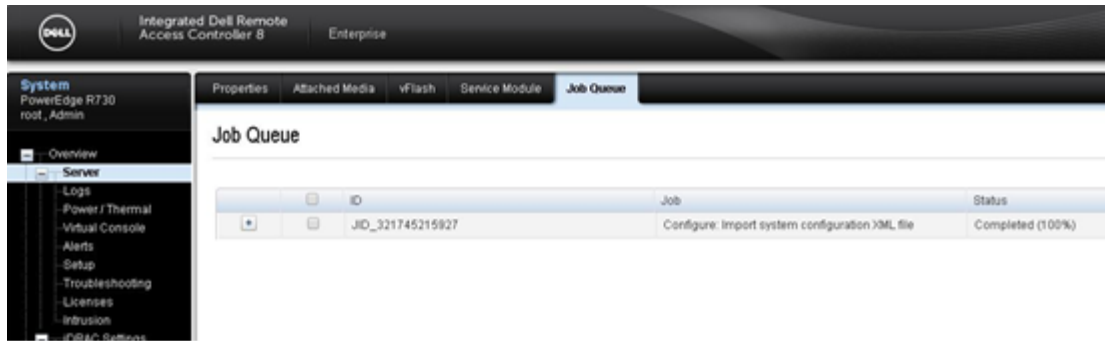 DELL
Integrated Dell Remote
Access Controller 8
Enterprise
System
PowerEdge R730
root , Admin
Overview
Server
Logs
Power / Thermal
Virtual Console
Alerts
Setup
Troubleshooting
Licenses
Intrusion
iDRAC Settings
Properties Attached Media vFlash Service Module Job Queue
Job Queue
ID Job Status
JID_321745215927 Configure: Import system configuration XML file Completed (100%)